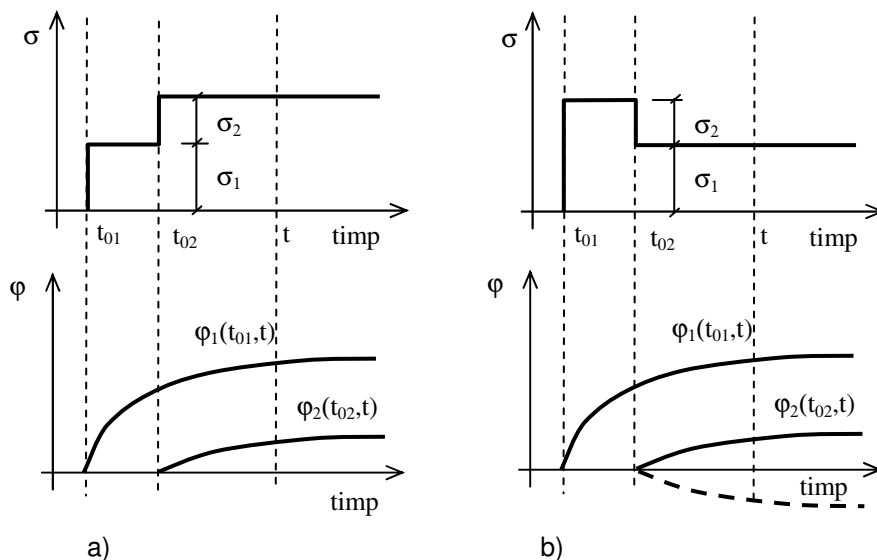 σ
σ₂
σ₁
t₀₁
t₀₂
t
timp
φ
φ₁(t₀₁,t)
φ₂(t₀₂,t)
timp
a)
σ
σ₂
σ₁
t₀₁
t₀₂
t
timp
φ
φ₁(t₀₁,t)
φ₂(t₀₂,t)
timp
b)